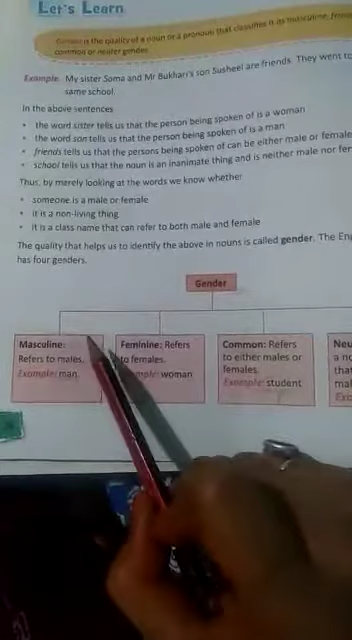 Let's Learn
Gender is the quality of a noun or a pronoun that classifies it as masculine, feminine
common or neuter gender.
Example: My sister Soma and Mr Bukhari's son Susheel are friends. They went to
same school.
In the above sentences
• the word sister tells us that the person being spoken of is a woman
• the word son tells us that the person being spoken of is a man
• friends tells us that the persons being spoken of can be either male or female
• school tells us that the noun is an inanimate thing and is neither male nor
Thus, by merely looking at the words we know whether
• someone is a male or female
• it is a non-living thing
• it is a class name that can refer to both male and female
The quality that helps us to identify the above in nouns is called gender. The
has four genders.
Gender
Masculine:
Refers to males.
Example: man
Feminine: Refers
to females.
woman
Common: Refers
to either males or
females.
Example: student